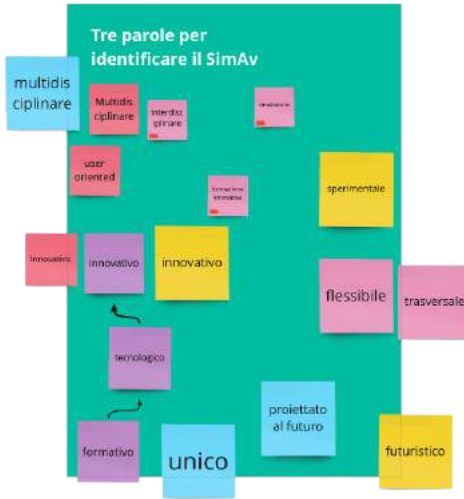 Tre parole per
identificare il SimAv
multidis
ciplinare
Multidis
ciplinare
interdisc
iplinare
user
oriented
sperimentale
innovativo
innovativo
innovativo
flessibile
trasversale
tecnologico
proiettato
al futuro
formativo
unico
futuristico